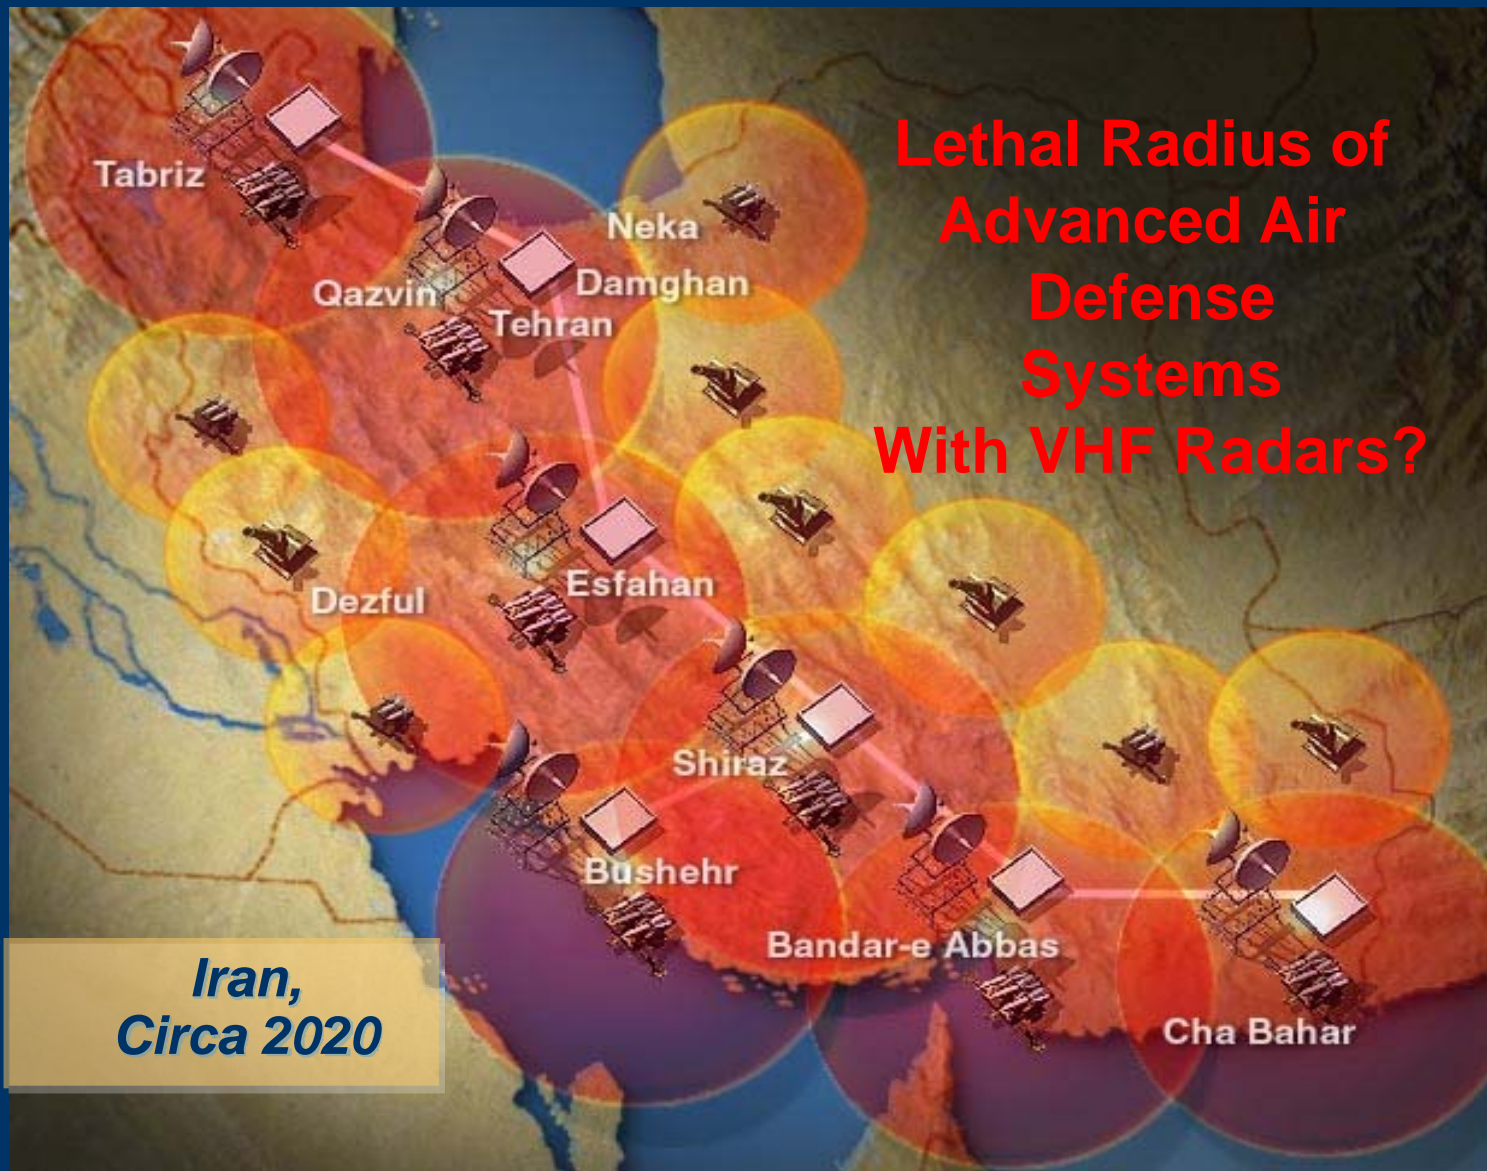 Lethal Radius of
Advanced Air
Defense
Systems
With VHF Radars?
Tabriz
Neka
Damghan
Qazvin
Tehran
Esfahan
Dezful
Shiraz
Bushehr
Bandar-e Abbas
Cha Bahar
Iran,
Circa 2020